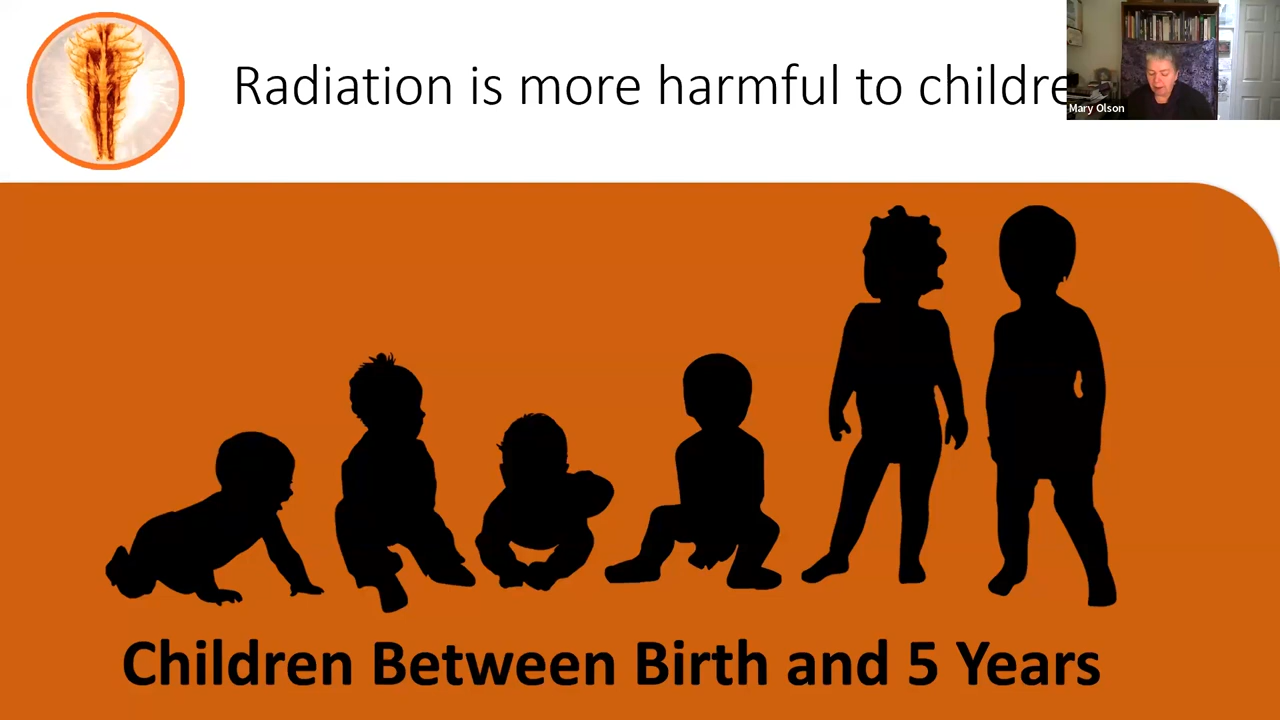 Radiation is more harmful to childre
Mary Olson
Children Between Birth and 5 Years